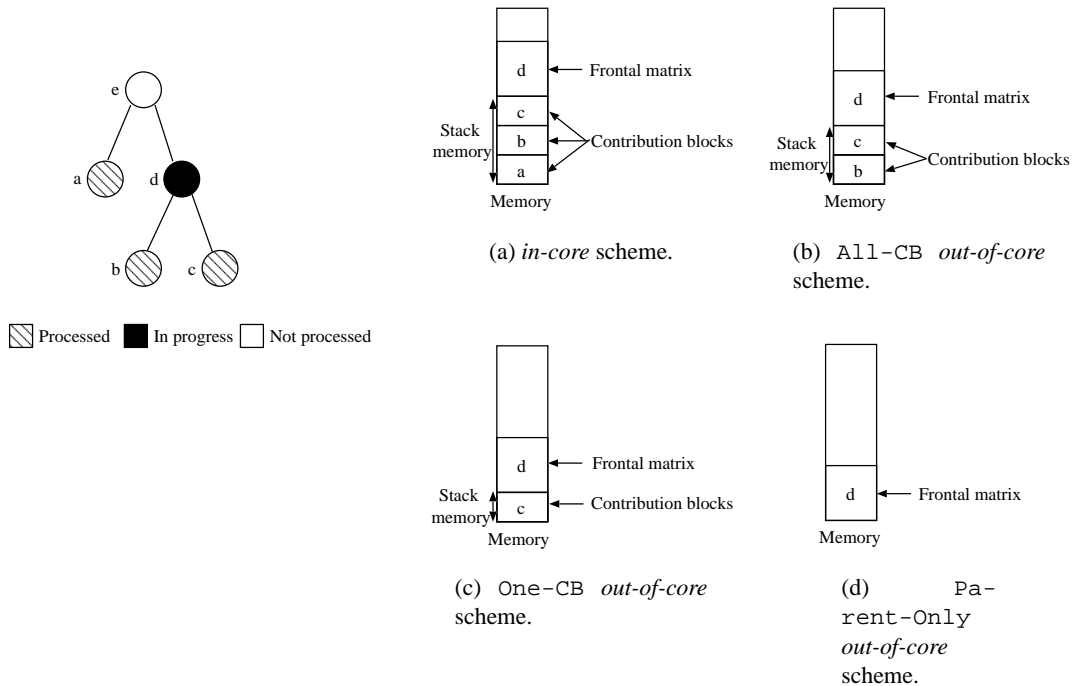 e
a
d
b
c
Processed
In progress
Not processed
d
c
b
a
Frontal matrix
Stack
memory
Contribution blocks
Memory
(a) in-core scheme.
d
c
b
Frontal matrix
Stack
memory
Contribution blocks
Memory
(b) All-CB out-of-core
scheme.
d
c
Frontal matrix
Stack
memory
Contribution blocks
Memory
(c) One-CB out-of-core
scheme.
d
Frontal matrix
Memory
(d) Pa-
rent-Only
out-of-core
scheme.